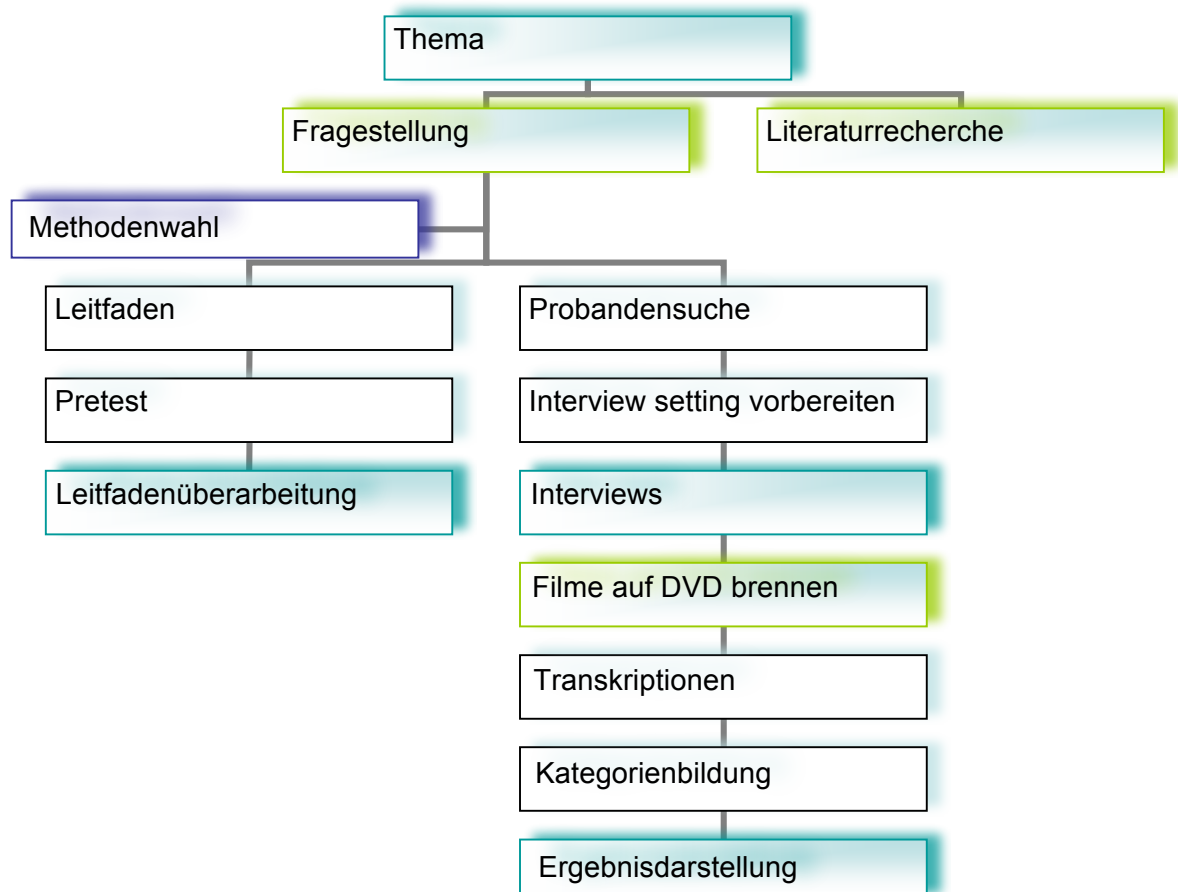 Thema
Fragestellung
Literaturrecherche
Methodenwahl
Leitfaden
Probandensuche
Pretest
Interview setting vorbereiten
Leitfadenüberarbeitung
Interviews
Filme auf DVD brennen
Transkriptionen
Kategorienbildung
Ergebnisdarstellung